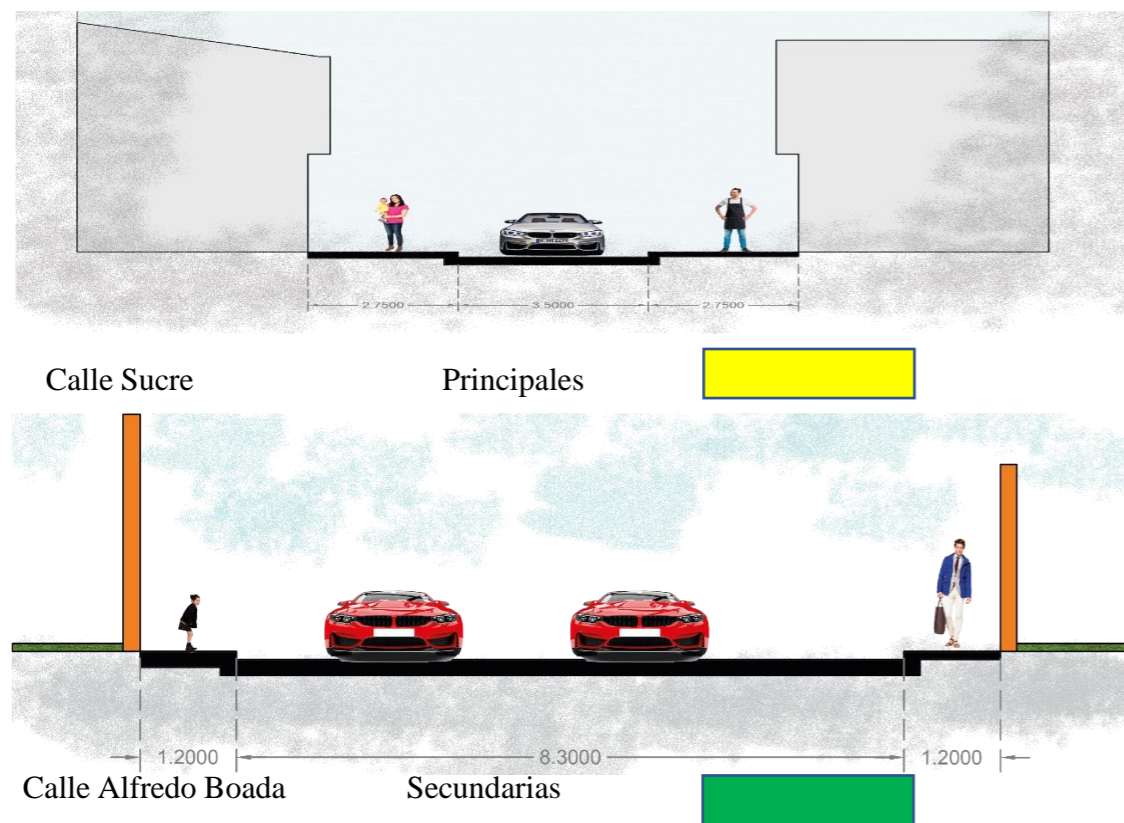 2.7500 3.5000 2.7500
Calle Sucre Principales
1.2000 8.3000 1.2000
Calle Alfredo Boada Secundarias